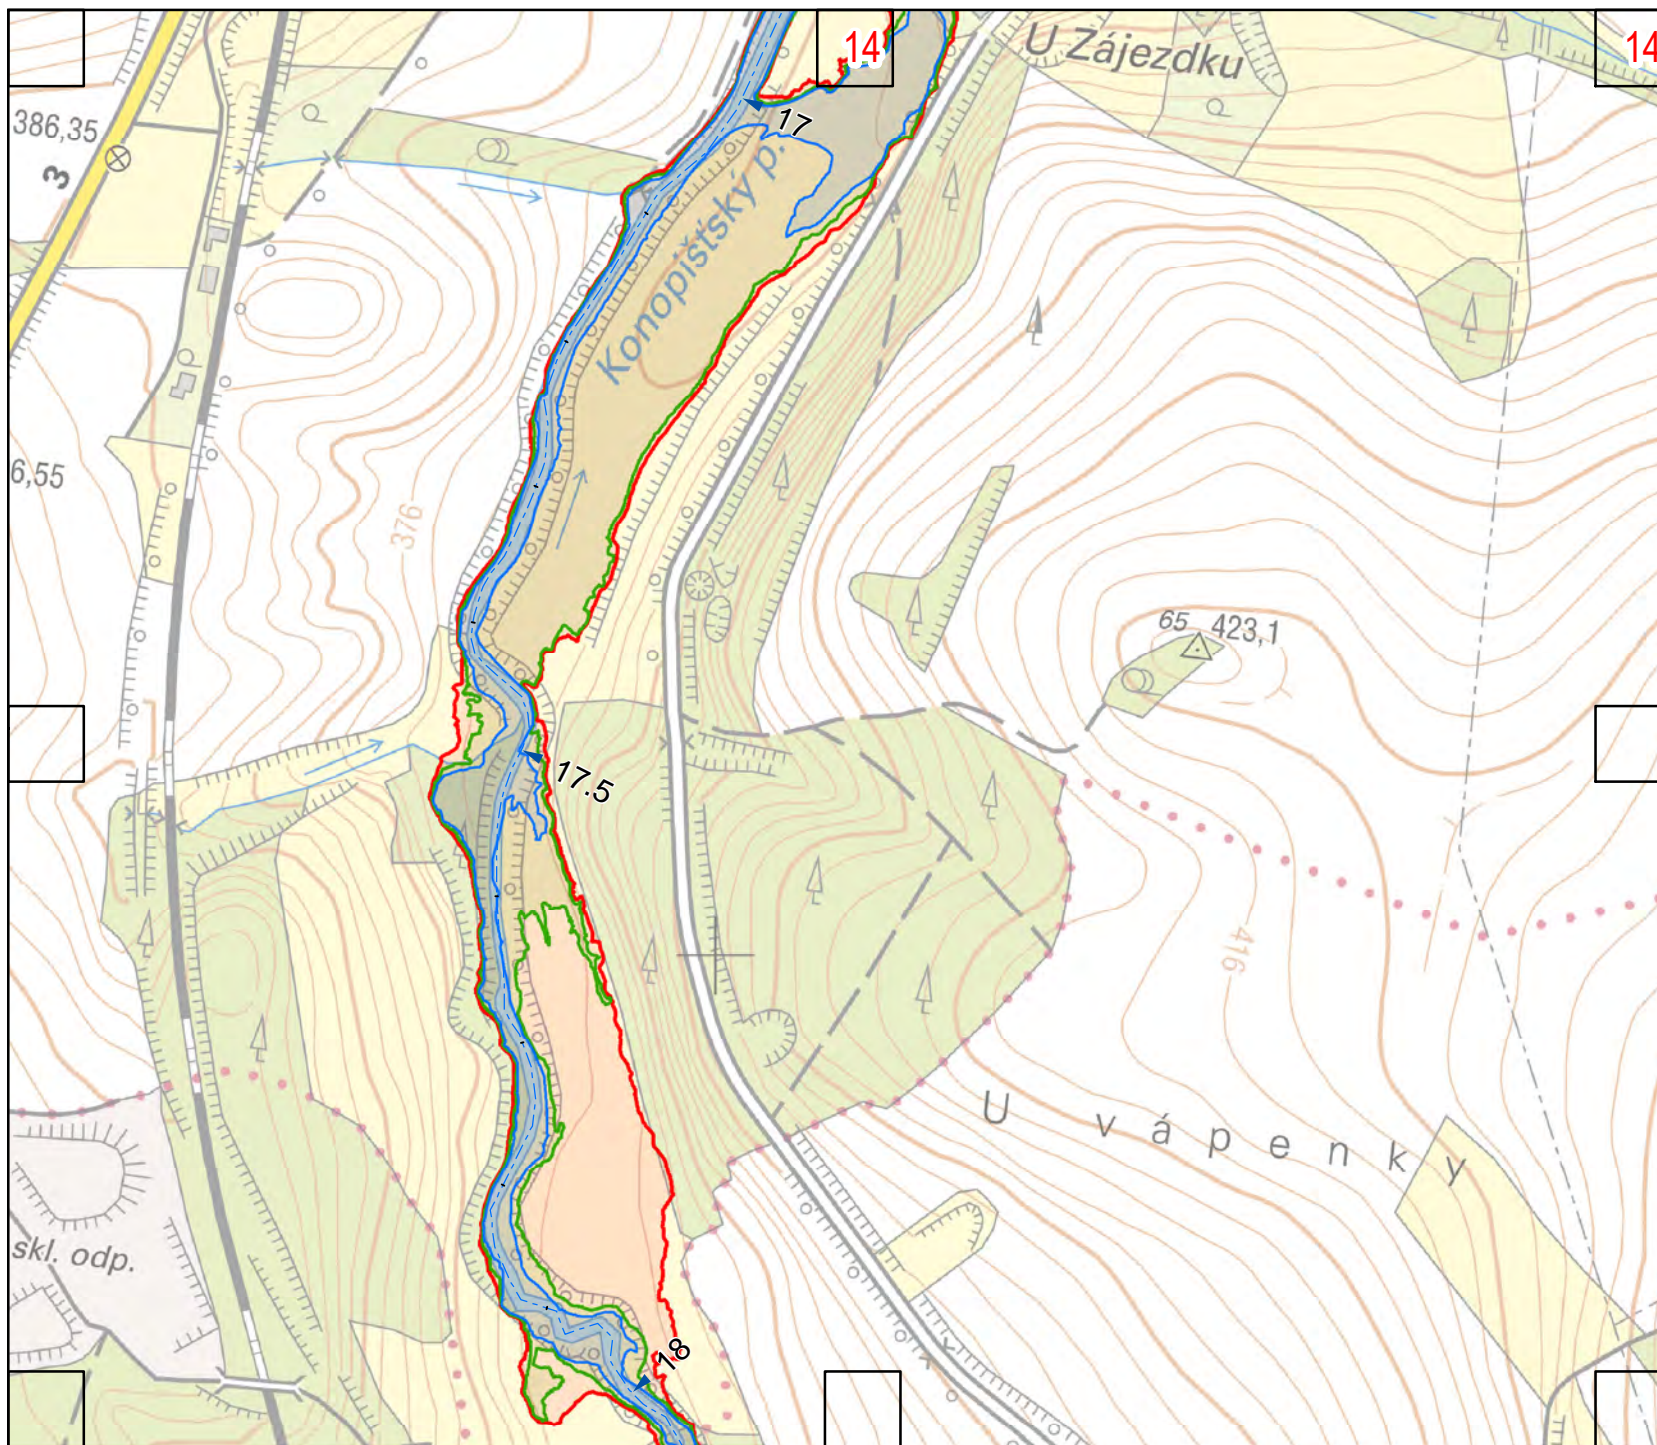 14
14
U Zájezdku
386,35
17
3
Konopišťský p.
6,55
376
65 423,1
17.5
416
U vápenky
skl. odp.
18